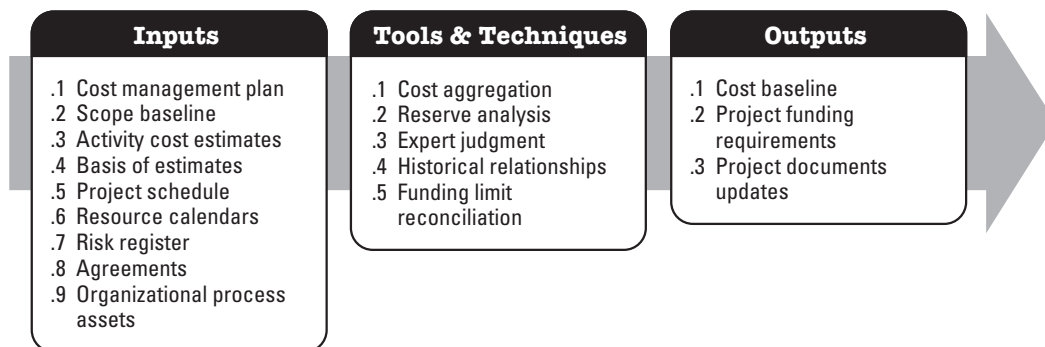 Inputs
.1 Cost management plan
.2 Scope baseline
.3 Activity cost estimates
.4 Basis of estimates
.5 Project schedule
.6 Resource calendars
.7 Risk register
.8 Agreements
.9 Organizational process
assets
Tools & Techniques
.1 Cost aggregation
.2 Reserve analysis
.3 Expert judgment
.4 Historical relationships
.5 Funding limit
reconciliation
Outputs
.1 Cost baseline
.2 Project funding
requirements
.3 Project documents
updates